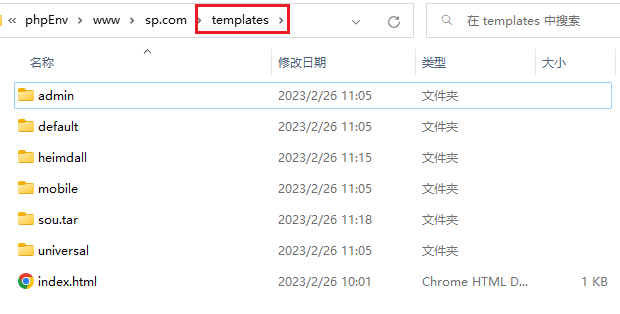 « phpEnv › www › sp.com › templates › 在 templates 中搜索
名称 修改日期 类型 大小
admin 2023/2/26 11:05 文件夹
default 2023/2/26 11:05 文件夹
heimdall 2023/2/26 11:15 文件夹
mobile 2023/2/26 11:05 文件夹
sou.tar 2023/2/26 11:18 文件夹
universal 2023/2/26 11:05 文件夹
index.html 2023/2/26 10:01 Chrome HTML D... 1 KB